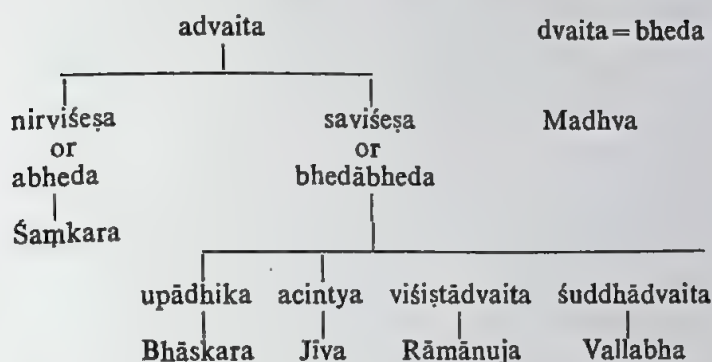 advaita dvaita=bheda
nirviśeṣa saviśeṣa Madhva
or or
abheda bhedābheda
Śaṃkara
upādhika acintya viśiṣṭādvaita śuddhādvaita
Bhāskara Jīva Rāmānuja Vallabha